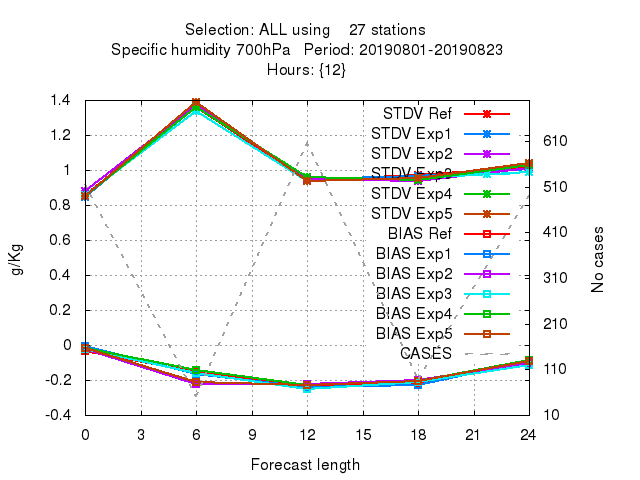 Selection: ALL using    27 stations
Specific humidity 700hPa   Period: 20190801-20190823
Hours: {12}
1.4
1.2
1
0.8
0.6
0.4
0.2
0
-0.2
-0.4
g/Kg
STDV Ref
STDV Exp1
STDV Exp2
STDV Exp3
STDV Exp4
STDV Exp5
BIAS Ref
BIAS Exp1
BIAS Exp2
BIAS Exp3
BIAS Exp4
BIAS Exp5
CASES
610
510
410
310
210
110
10
No cases
0 3 6 9 12 15 18 21 24
Forecast length